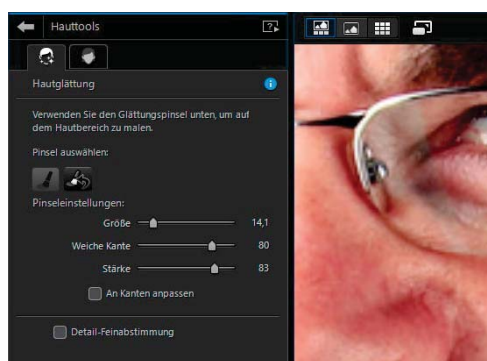 Hauttools
Hautglättung
Verwenden Sie den Glättungspinsel unten, um auf
dem Hautbereich zu malen.
Pinsel auswählen:
Pinseleinstellungen:
Größe 14,1
Weiche Kante 80
Stärke 83
An Kanten anpassen
Detail-Feinabstimmung